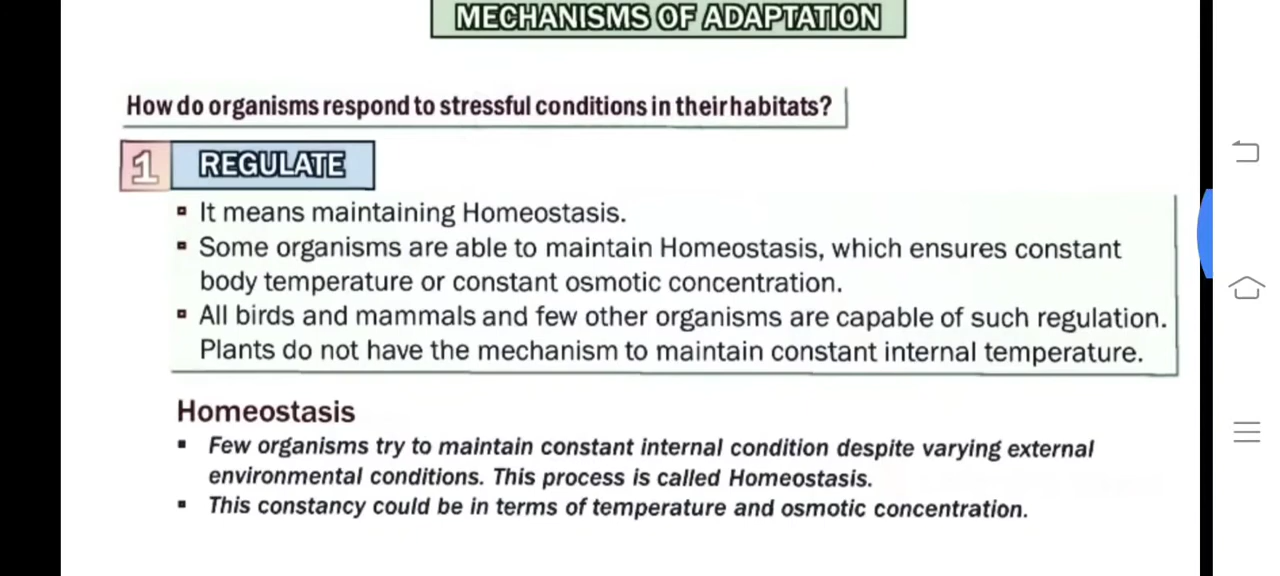 MECHANISMS OF ADAPTATION
How do organisms respond to stressful conditions in their habitats?
1 REGULATE
▪ It means maintaining Homeostasis.
▪ Some organisms are able to maintain Homeostasis, which ensures constant
body temperature or constant osmotic concentration.
▪ All birds and mammals and few other organisms are capable of such regulation.
Plants do not have the mechanism to maintain constant internal temperature.
Homeostasis
▪ Few organisms try to maintain constant internal condition despite varying external
environmental conditions. This process is called Homeostasis.
▪ This constancy could be in terms of temperature and osmotic concentration.